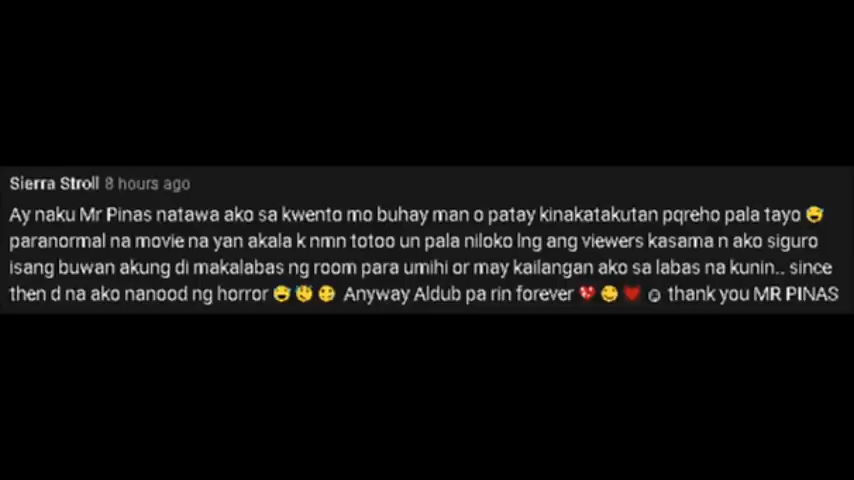 Sierra Stroll 8 hours ago
Ay naku Mr Pinas natawa ako sa kwento mo buhay man o patay kinakatakutan pqreho pala tayo 😅
paranormal na movie na yan akala k nmn totoo un pala niloko lng ang viewers kasama n ako siguro
isang buwan akung di makalabas ng room para umihi or may kailangan ako sa labas na kunin.. since
then d na ako nanood ng horror 😅 😰 😊 Anyway Aldub pa rin forever 💖 😊 ❤ ☺ thank you MR PINAS